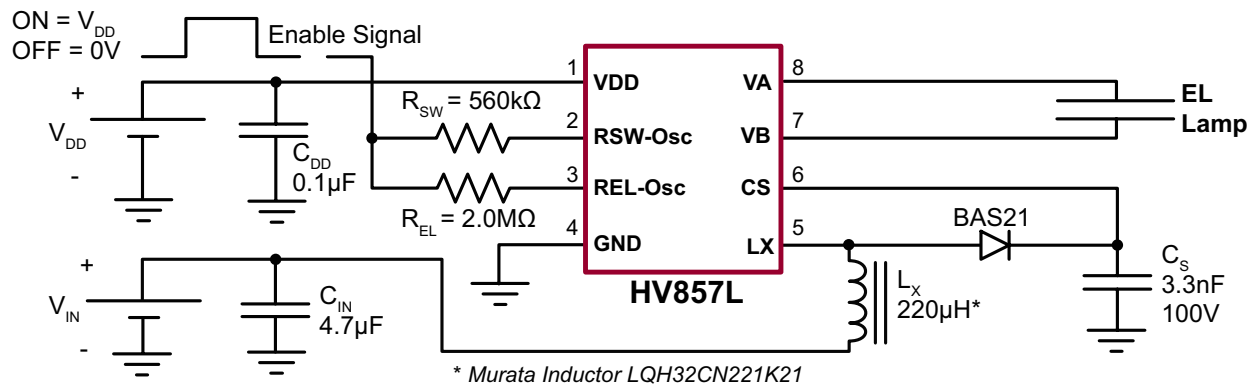 ON = VDD
OFF = 0V
Enable Signal
+
VDD
-
CDD
0.1µF
RSW = 560kΩ
REL = 2.0MΩ
1
2
3
4
VDD
RSW-Osc
REL-Osc
GND
VA
VB
CS
LX
8
7
6
5
HV857L
EL
Lamp
BAS21
CS
3.3nF
100V
LX
220µH*
+
VIN
-
CIN
4.7µF
* Murata Inductor LQH32CN221K21